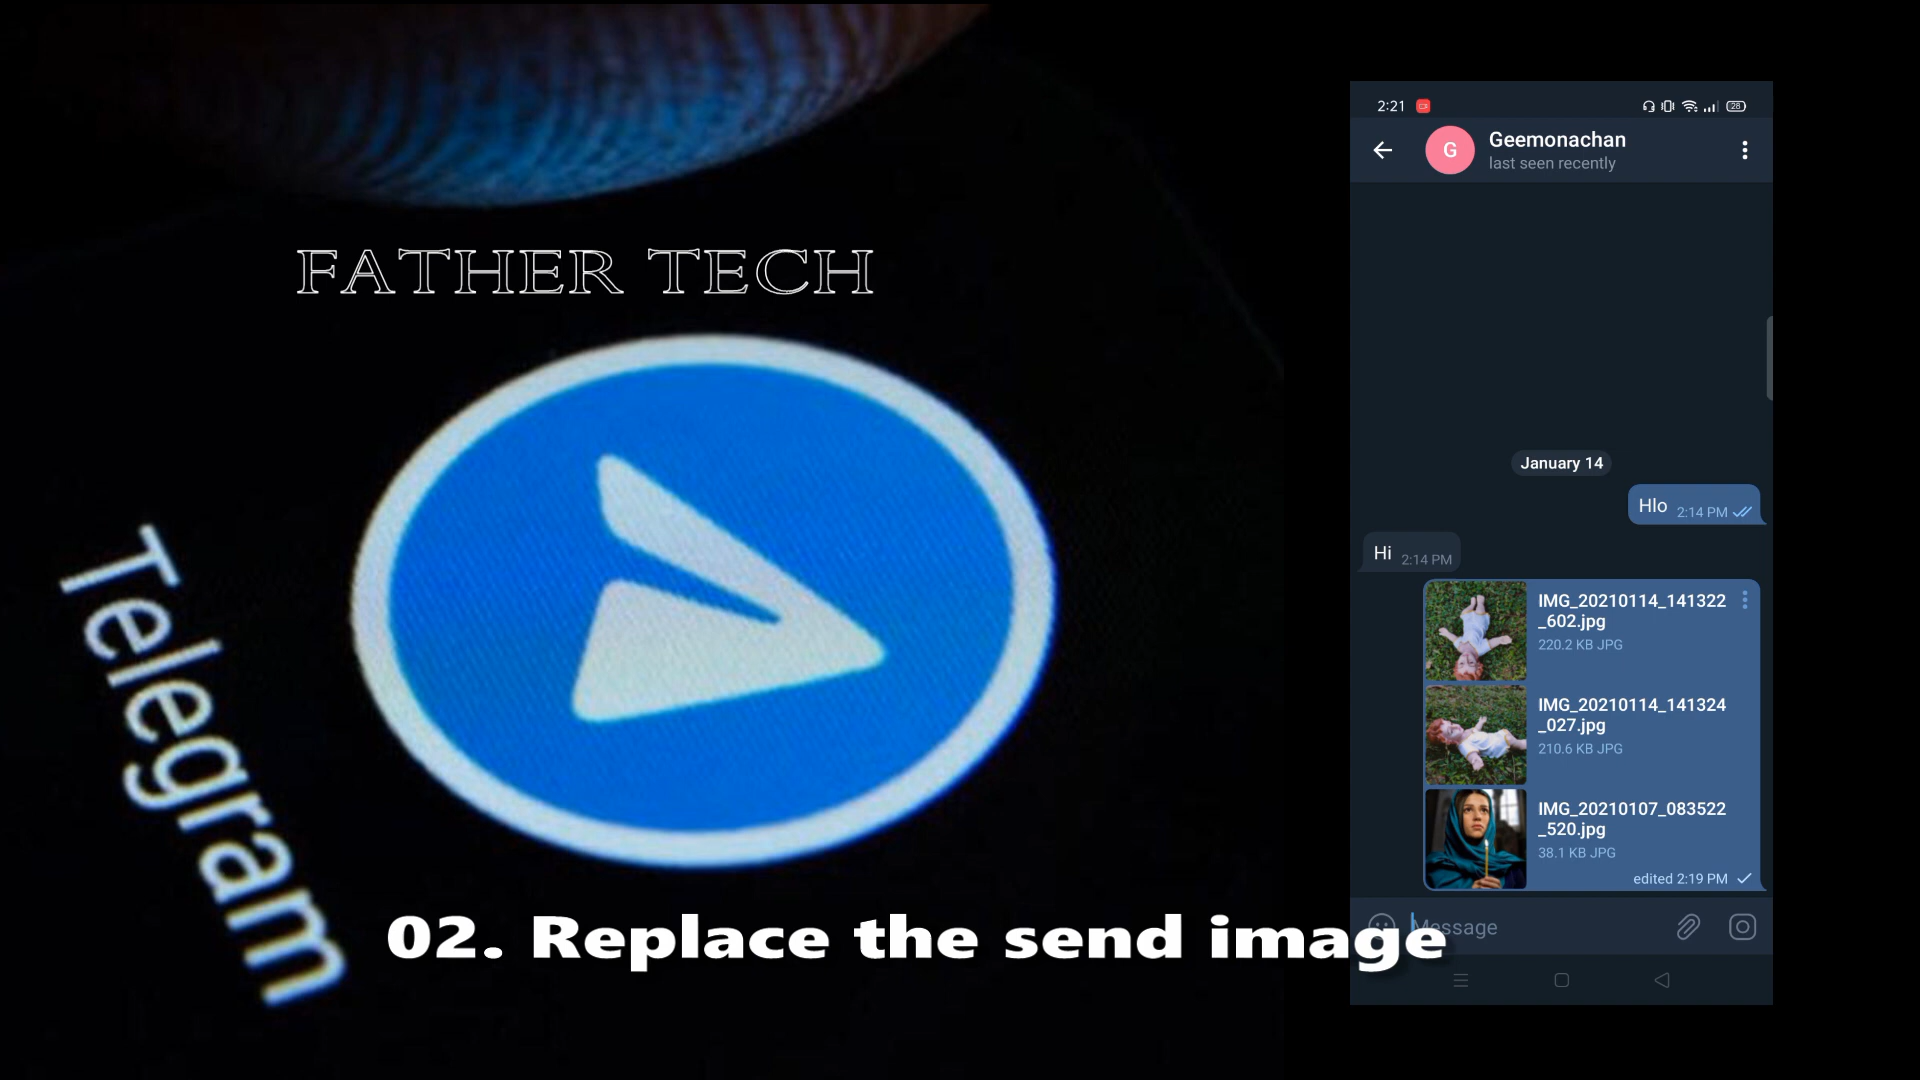 FATHER TECH
Telegram
02. Replace the send image
2:21
28
G
Geemonachan
last seen recently
January 14
Hlo 2:14 PM
Hi 2:14 PM
IMG_20210114_141322
_602.jpg
220.2 KB JPG
IMG_20210114_141324
_027.jpg
210.6 KB JPG
IMG_20210107_083522
_520.jpg
38.1 KB JPG
edited 2:19 PM
Message